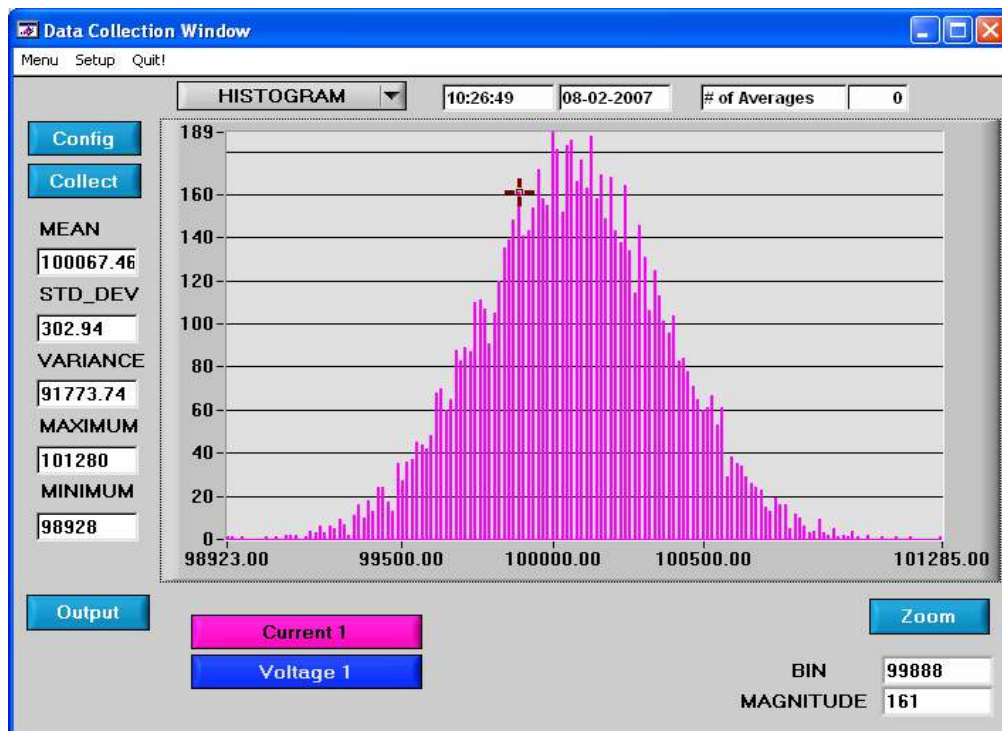 Data Collection Window
Menu Setup Quit!
HISTOGRAM 10:26:49 08-02-2007 # of Averages 0
Config
Collect
MEAN
100067.46
STD_DEV
302.94
VARIANCE
91773.74
MAXIMUM
101280
MINIMUM
98928
189
160
140
120
100
80
60
40
20
0
98923.00 99500.00 100000.00 100500.00 101285.00
Output
Current 1
Voltage 1
Zoom
BIN 99888
MAGNITUDE 161